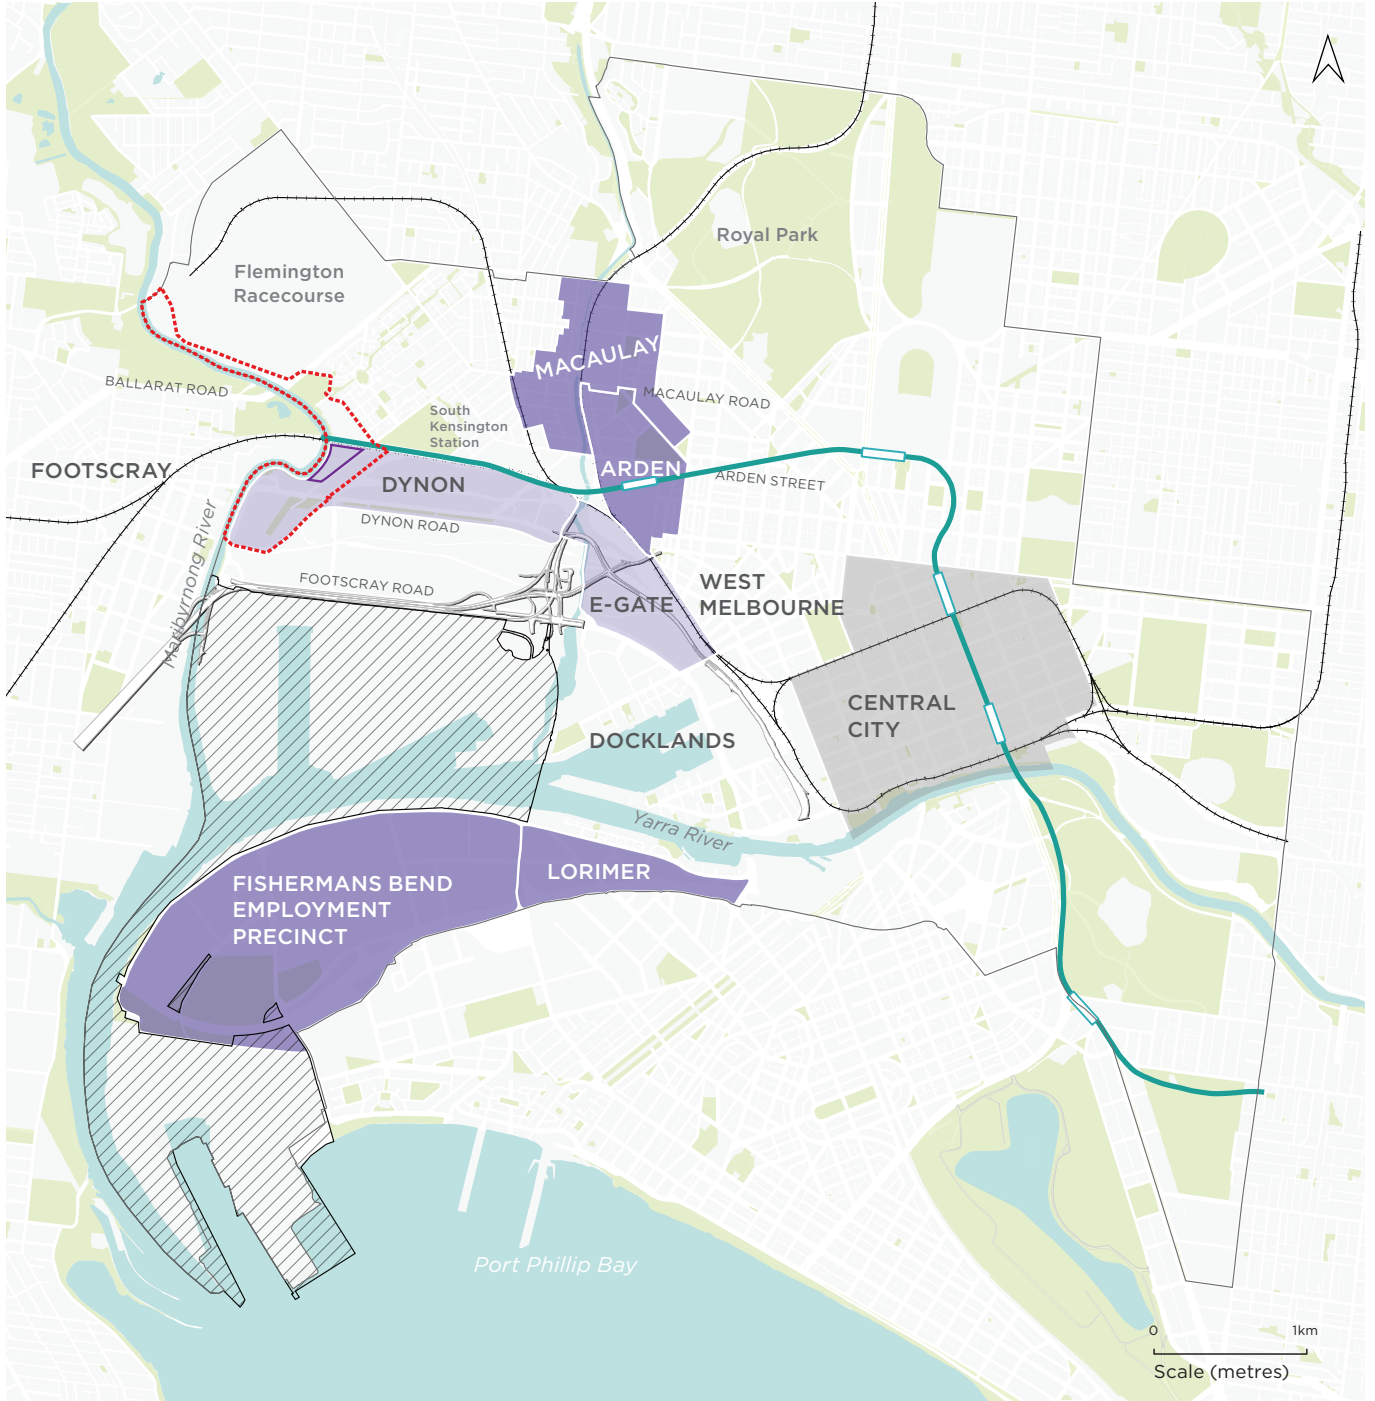 Royal Park
Flemington
Racecourse
MACAULAY
BALLARAT ROAD
MACAULAY ROAD
South
Kensington
Station
FOOTSCRAY
ARDEN
DYNON
ARDEN STREET
DYNON ROAD
Maribyrnong River
FOOTSCRAY ROAD
WEST
MELBOURNE
E-GATE
CENTRAL
CITY
DOCKLANDS
Yarra River
LORIMER
FISHERMANS BEND
EMPLOYMENT
PRECINCT
Port Phillip Bay
0 1km
Scale (metres)